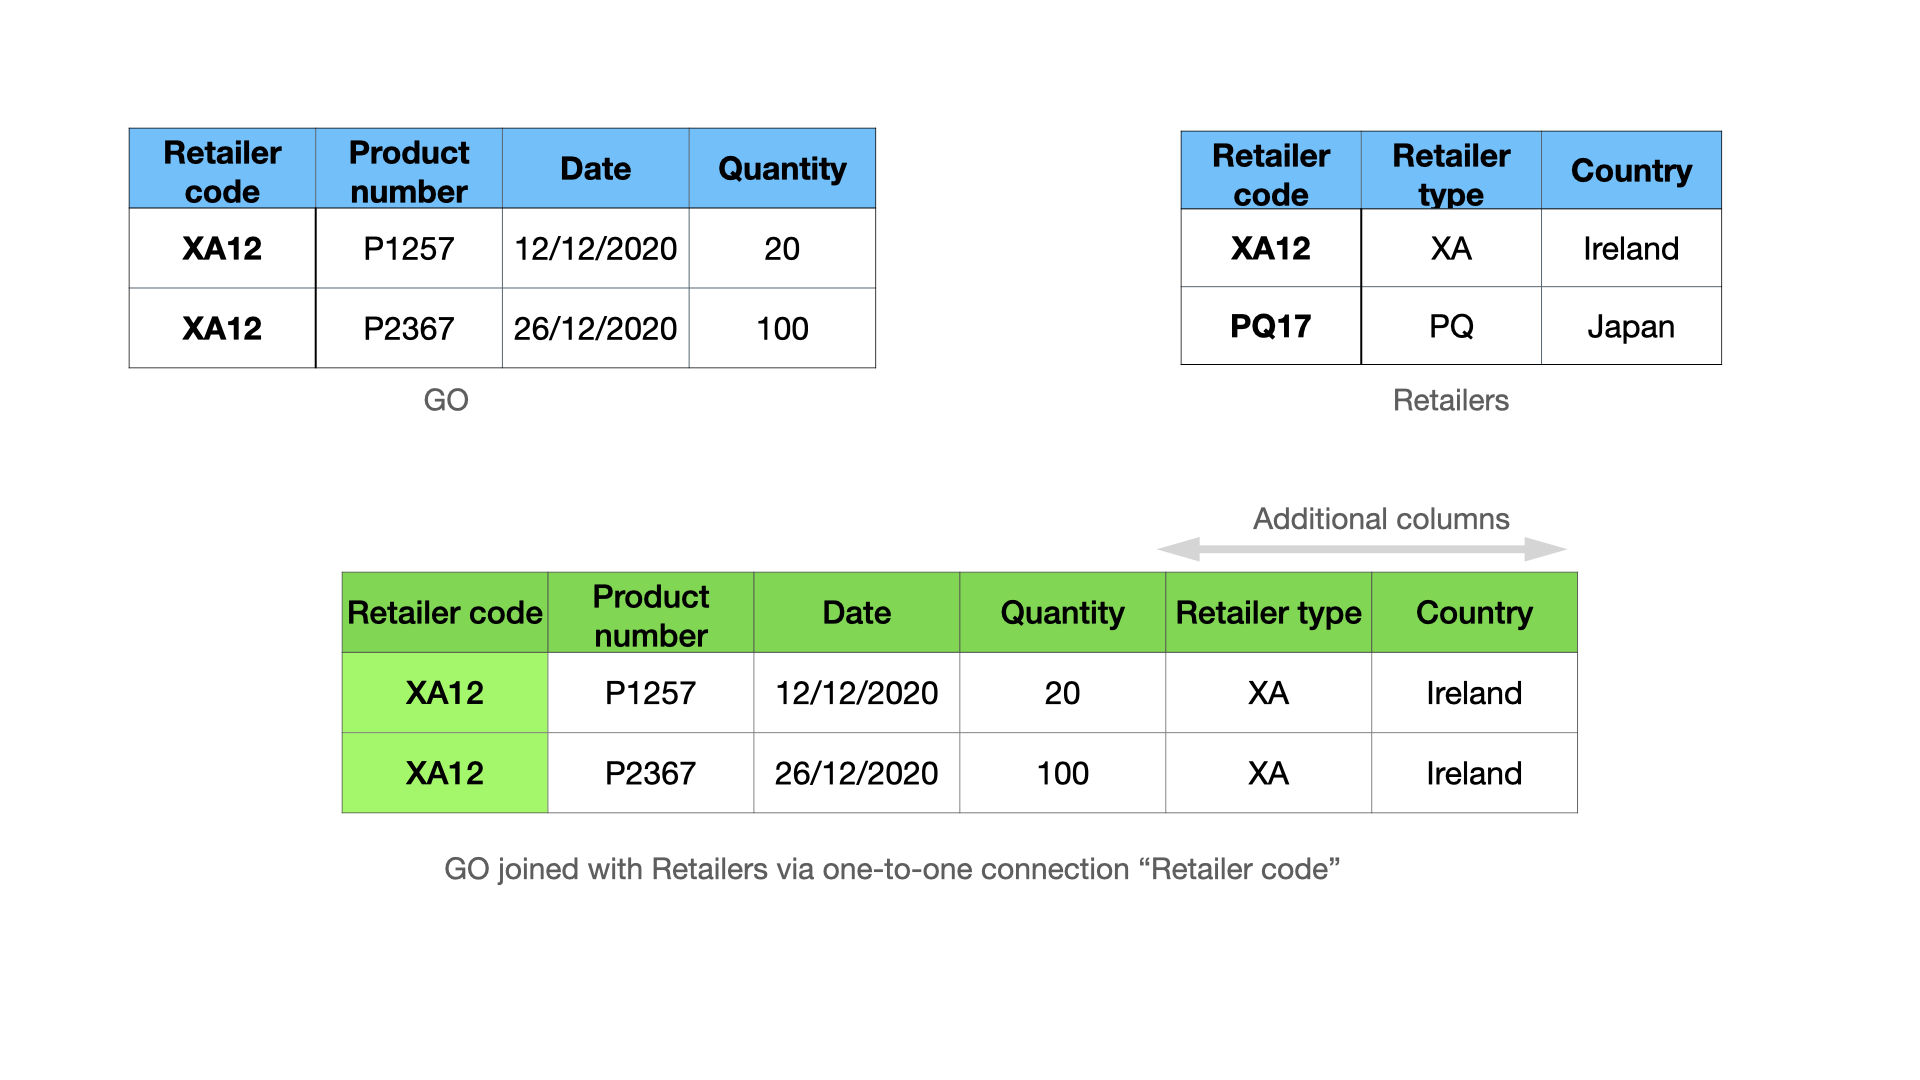 Retailer code	Product number	Date	Quantity
XA12	P1257	12/12/2020	20
XA12	P2367	26/12/2020	100
GO
Retailer code	Retailer type	Country
XA12	XA	Ireland
PQ17	PQ	Japan
Retailers
Additional columns
Retailer code	Product number	Date	Quantity	Retailer type	Country
XA12	P1257	12/12/2020	20	XA	Ireland
XA12	P2367	26/12/2020	100	XA	Ireland
GO joined with Retailers via one-to-one connection “Retailer code”